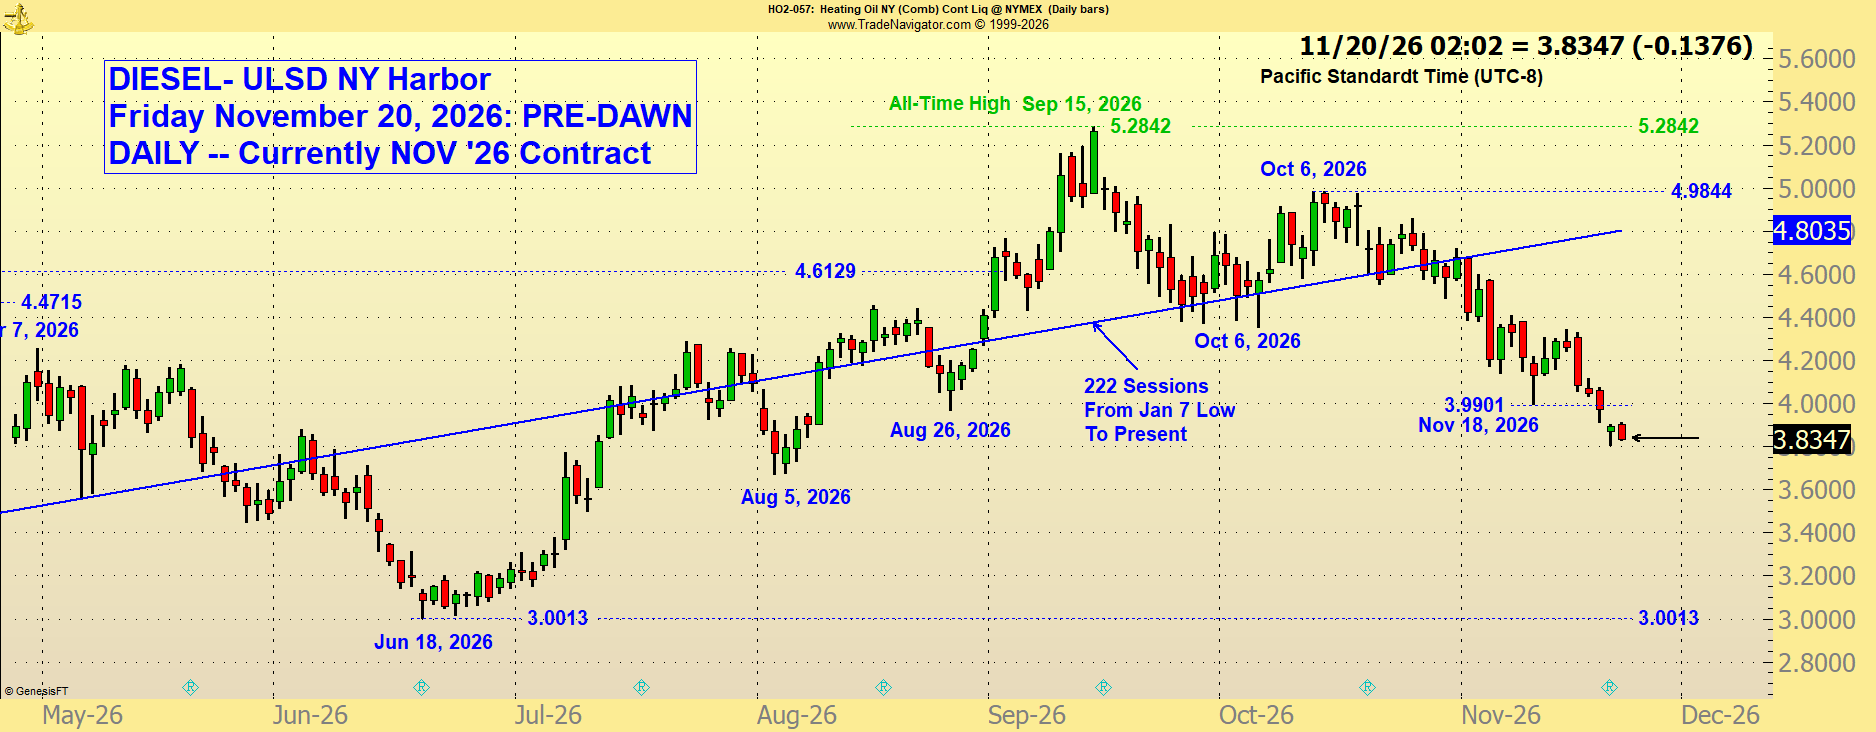 HO2-057: Heating Oil NY (Comb) Cont Liq @ NYMEX (Daily bars)
www.TradeNavigator.com © 1999-2026
11/20/26 02:02 = 3.8347 (-0.1376)
Pacific Standardt Time (UTC-8)
DIESEL- ULSD NY Harbor
Friday November 20, 2026: PRE-DAWN
DAILY -- Currently NOV '26 Contract
All-Time High Sep 15, 2026
5.2842
5.2842
Oct 6, 2026
4.9844
4.6129
4.4715
r 7, 2026
Oct 6, 2026
222 Sessions
From Jan 7 Low
To Present
Aug 26, 2026
Aug 5, 2026
3.9901
Nov 18, 2026
3.0013
3.0013
Jun 18, 2026
5.6000
5.4000
5.2000
5.0000
4.8035
4.6000
4.4000
4.2000
4.0000
3.8347
3.6000
3.4000
3.2000
3.0000
2.8000
© GenesisFT
R
R
R
R
R
R
R
May-26
Jun-26
Jul-26
Aug-26
Sep-26
Oct-26
Nov-26
Dec-26